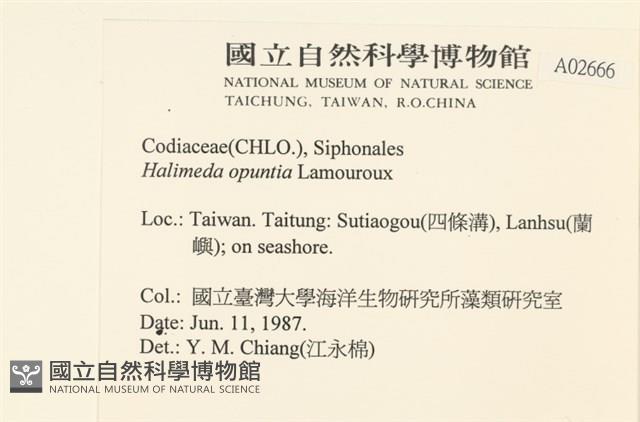 國立自然科學博物館
A02666
NATIONAL MUSEUM OF NATURAL SCIENCE
TAICHUNG, TAIWAN, R.O.CHINA
Codiaceae(CHLO.), Siphonales
Halimeda opuntia Lamouroux
Loc.: Taiwan. Taitung: Sutiaogou(四條溝), Lanhsu(蘭
嶼); on seashore.
Col.: 國立臺灣大學海洋生物研究所藻類研究室
Date: Jun. 11, 1987.
Det.: Y. M. Chiang(江永棉)
國立自然科學博物館
NATIONAL MUSEUM OF NATURAL SCIENCE